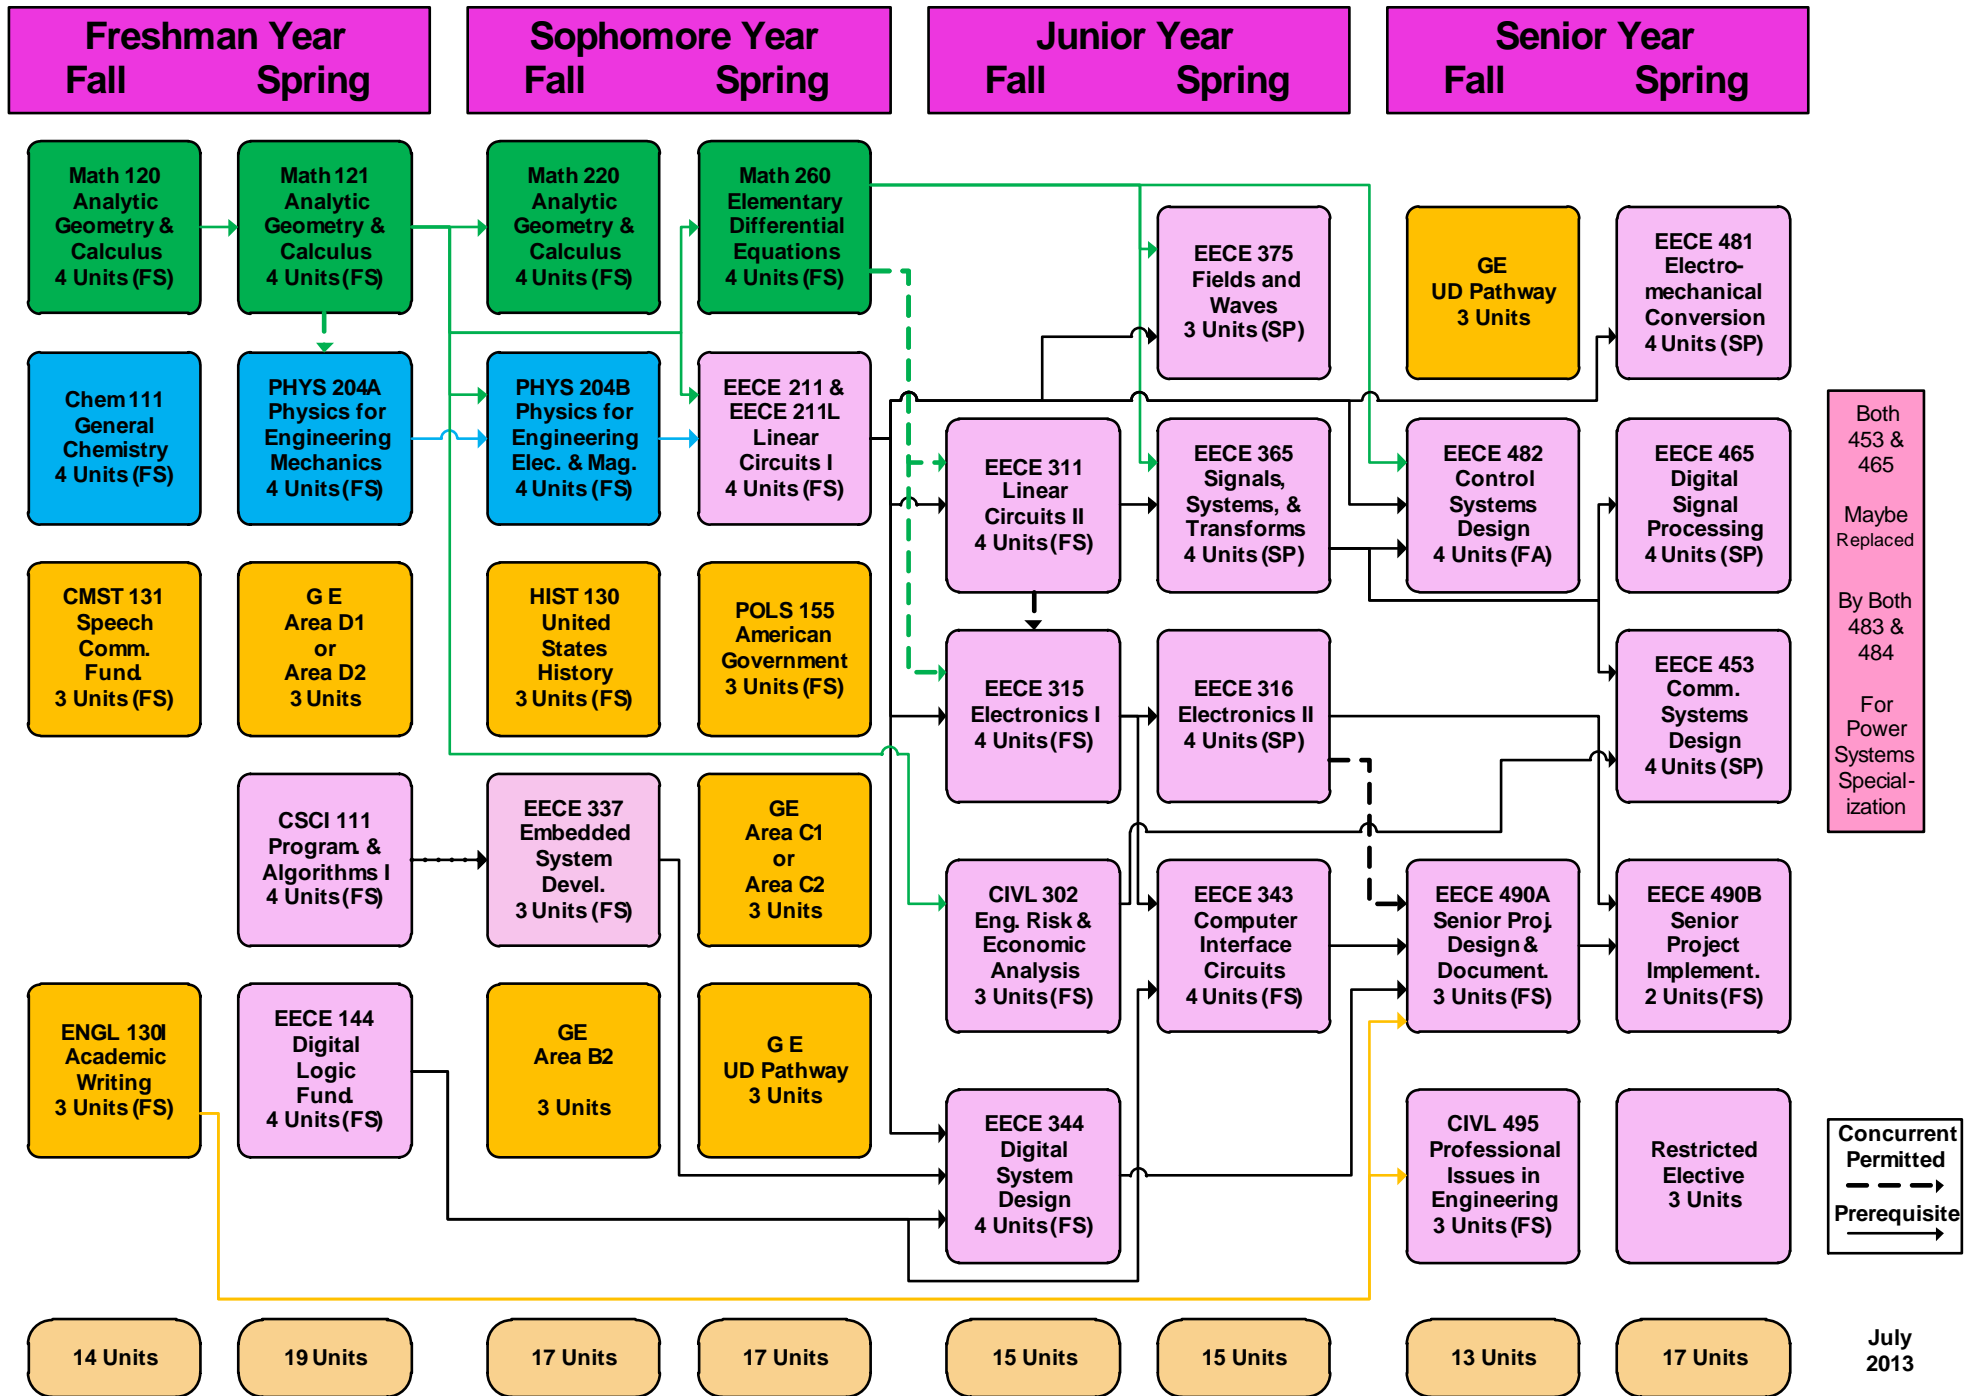 Freshman Year
Fall Spring
Sophomore Year
Fall Spring
Junior Year
Fall Spring
Senior Year
Fall Spring
Math 120
Analytic
Geometry &
Calculus
4 Units (FS)
Math 121
Analytic
Geometry &
Calculus
4 Units (FS)
Math 220
Analytic
Geometry &
Calculus
4 Units (FS)
Math 260
Elementary
Differential
Equations
4 Units (FS)
EECE 375
Fields and
Waves
3 Units (SP)
GE
UD Pathway
3 Units
EECE 481
Electro-
mechanical
Conversion
4 Units (SP)
Chem 111
General
Chemistry
4 Units (FS)
PHYS 204A
Physics for
Engineering
Mechanics
4 Units (FS)
PHYS 204B
Physics for
Engineering
Elec. & Mag.
4 Units (FS)
EECE 211 &
EECE 211L
Linear
Circuits I
4 Units (FS)
EECE 311
Linear
Circuits II
4 Units (FS)
EECE 365
Signals,
Systems, &
Transforms
4 Units (SP)
EECE 482
Control
Systems
Design
4 Units (FA)
EECE 465
Digital
Signal
Processing
4 Units (SP)
Both
453 &
465
Maybe
Replaced
By Both
483 &
484
For
Power
Systems
Special-
ization
CMST 131
Speech
Comm.
Fund.
3 Units (FS)
G E
Area D1
or
Area D2
3 Units
HIST 130
United
States
History
3 Units (FS)
POLS 155
American
Government
3 Units (FS)
EECE 315
Electronics I
4 Units (FS)
EECE 316
Electronics II
4 Units (SP)
EECE 453
Comm.
Systems
Design
4 Units (SP)
CSCI 111
Program. &
Algorithms I
4 Units (FS)
EECE 337
Embedded
System
Devel.
3 Units (FS)
GE
Area C1
or
Area C2
3 Units
CIVL 302
Eng. Risk &
Economic
Analysis
3 Units (FS)
EECE 343
Computer
Interface
Circuits
4 Units (FS)
EECE 490A
Senior Proj.
Design &
Document.
3 Units (FS)
EECE 490B
Senior
Project
Implement.
2 Units (FS)
ENGL 130I
Academic
Writing
3 Units (FS)
EECE 144
Digital
Logic
Fund.
4 Units (FS)
GE
Area B2
3 Units
G E
UD Pathway
3 Units
EECE 344
Digital
System
Design
4 Units (FS)
CIVL 495
Professional
Issues in
Engineering
3 Units (FS)
Restricted
Elective
3 Units
Concurrent
Permitted
Prerequisite
14 Units
19 Units
17 Units
17 Units
15 Units
15 Units
13 Units
17 Units
July
2013